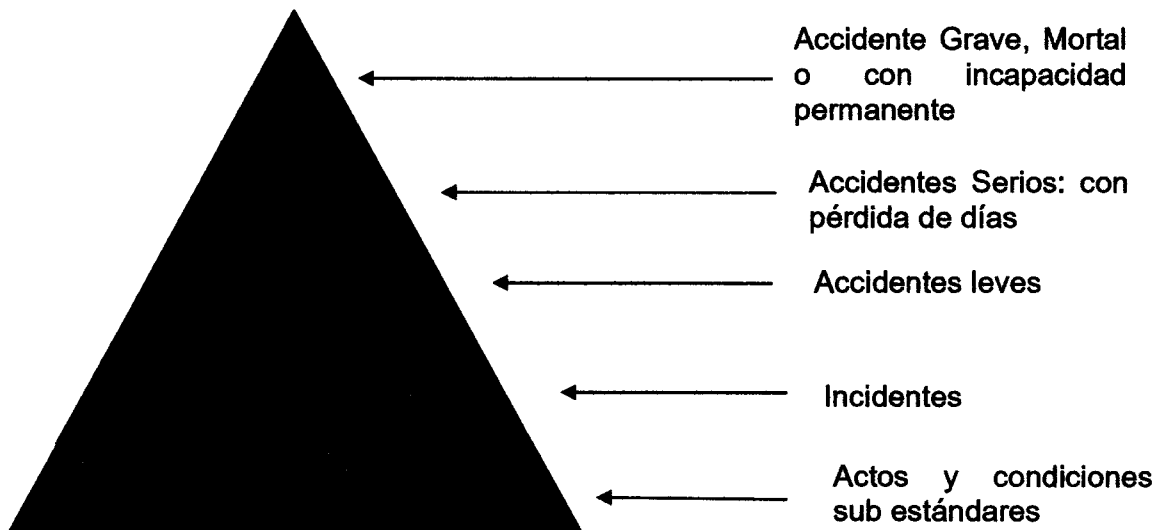 Accidente Grave, Mortal
o con incapacidad
permanente
Accidentes Serios: con
pérdida de días
Accidentes leves
Incidentes
Actos y condiciones
sub estándares